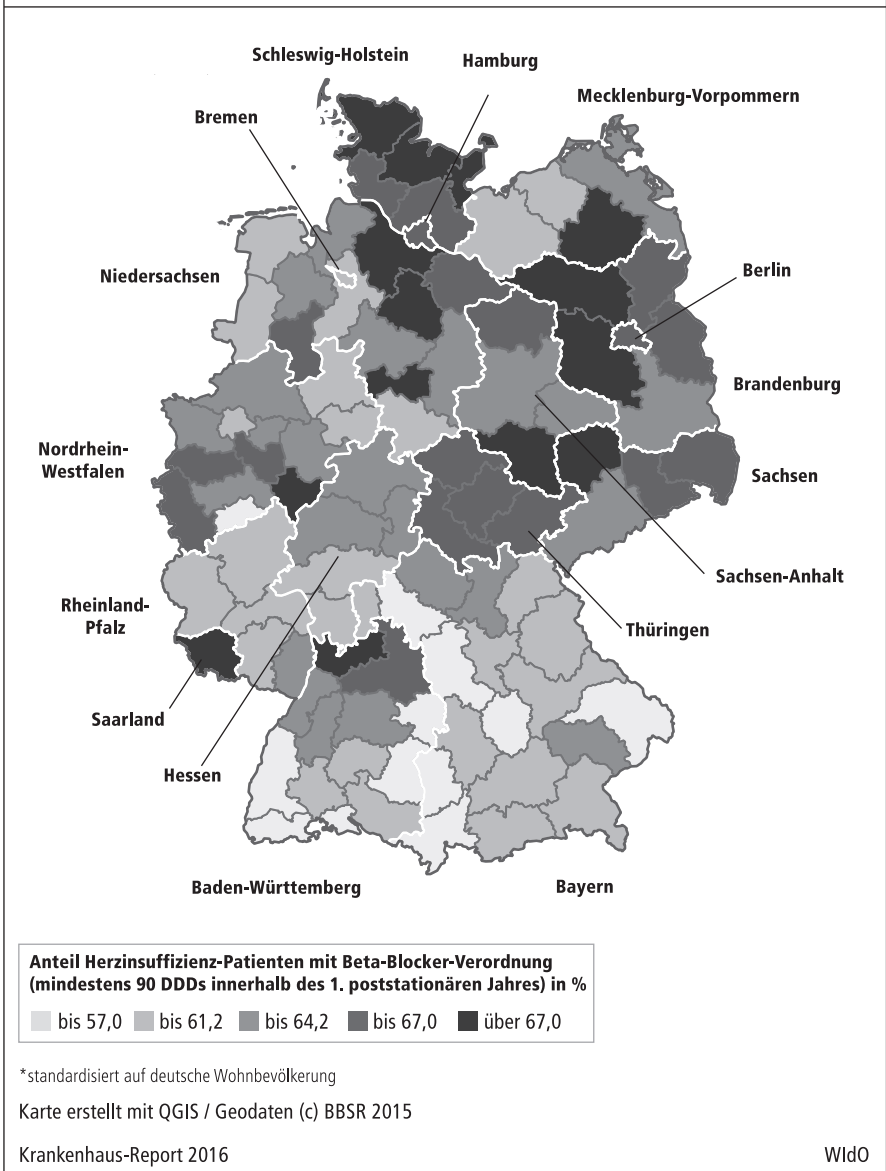 Schleswig-Holstein
Hamburg
Mecklenburg-Vorpommern
Bremen
Niedersachsen
Berlin
Brandenburg
Nordrhein-
Westfalen
Sachsen
Sachsen-Anhalt
Rheinland-
Pfalz
Thüringen
Saarland
Hessen
Baden-Württemberg
Bayern
Anteil Herzinsuffizienz-Patienten mit Beta-Blocker-Verordnung
(mindestens 90 DDDs innerhalb des 1. poststationären Jahres) in %
bis 57,0 bis 61,2 bis 64,2 bis 67,0 über 67,0
*standardisiert auf deutsche Wohnbevölkerung
Karte erstellt mit QGIS / Geodaten (c) BBSR 2015
Krankenhaus-Report 2016 WIdO